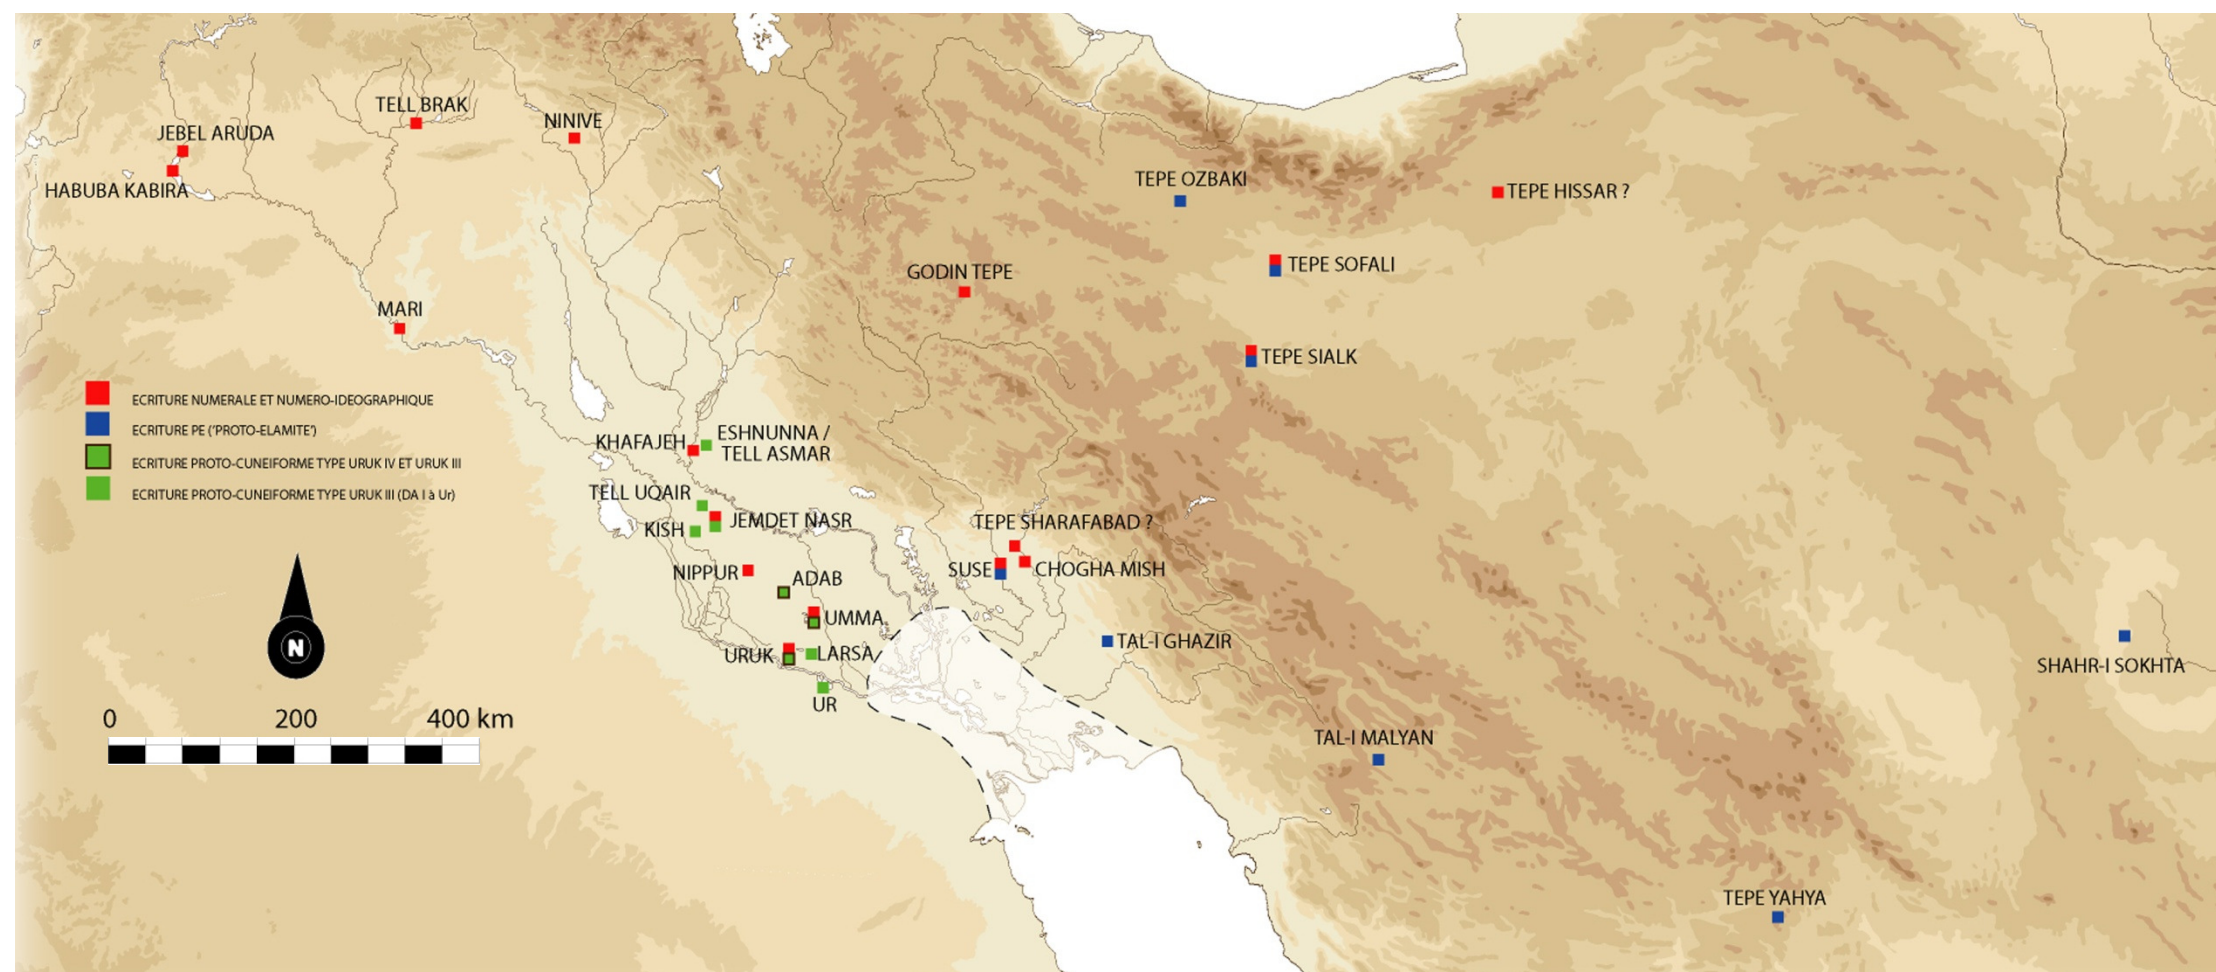 TELL BRAK
NINIVE
JEBEL ARUDA
HABUBA KABIRA
TEPE OZBAKI
TEPE HISSAR ?
GODIN TEPE
TEPE SOFALI
MARI
TEPE SIALK
ECRITURE NUMERALE ET NUMERO-IDEOGRAPHIQUE
ECRITURE PE ('PROTO-ELAMITE')
ECRITURE PROTO-CUNEIFORME TYPE URUK IV ET URUK III
ECRITURE PROTO-CUNEIFORME TYPE URUK III (DA I à Ur)
KHAFAJEH
ESHNUNNA /
TELL ASMAR
TELL UQAIR
JEMDET NASR
KISH
TEPE SHARAFABAD ?
NIPPUR
ADAB
SUSE
CHOGHA MISH
UMMA
URUK
LARSA
TAL-I GHAZIR
UR
N
0 200 400 km
SHAHR-I SOKHTA
TAL-I MALYAN
TEPE YAHYA